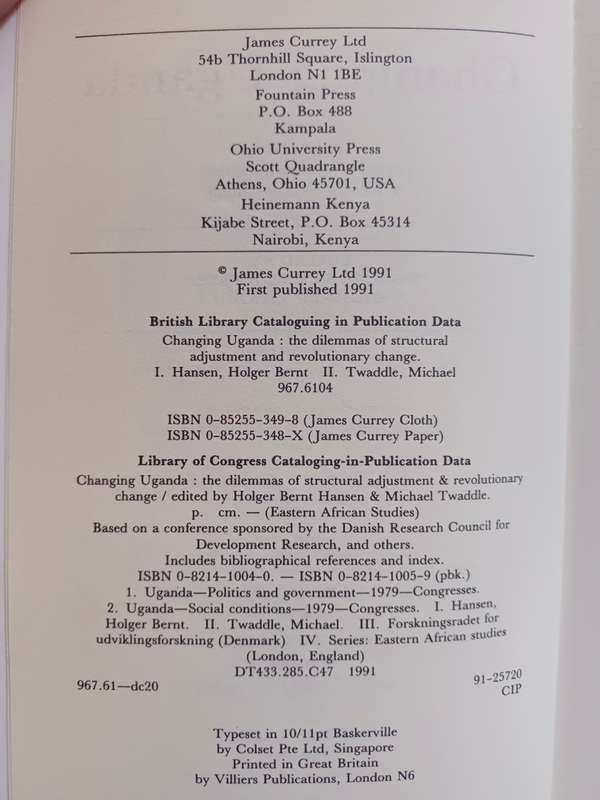 James Currey Ltd
54b Thornhill Square, Islington
London N1 1BE
Fountain Press
P.O. Box 488
Kampala
Ohio University Press
Scott Quadrangle
Athens, Ohio 45701, USA
Heinemann Kenya
Kijabe Street, P.O. Box 45314
Nairobi, Kenya
© James Currey Ltd 1991
First published 1991
British Library Cataloguing in Publication Data
Changing Uganda : the dilemmas of structural
adjustment and revolutionary change.
I. Hansen, Holger Bernt II. Twaddle, Michael
967.6104
ISBN 0–85255–349–8 (James Currey Cloth)
ISBN 0–85255–348–X (James Currey Paper)
Library of Congress Cataloging-in-Publication Data
Changing Uganda : the dilemmas of structural adjustment & revolutionary
change / edited by Holger Bernt Hansen & Michael Twaddle.
p. cm. — (Eastern African Studies)
Based on a conference sponsored by the Danish Research Council for
Development Research, and others.
Includes bibliographical references and index.
ISBN 0–8214–1004–0. — ISBN 0–8214–1005–9 (pbk.)
1. Uganda—Politics and government—1979—Congresses.
2. Uganda—Social conditions—1979—Congresses. I. Hansen,
Holger Bernt. II. Twaddle, Michael. III. Forskningsradet for
udviklingsforskning (Denmark) IV. Series: Eastern African studies
(London, England)
DT433.285.C47 1991
967.61—dc20 91–25720
CIP
Typeset in 10/11pt Baskerville
by Colset Pte Ltd, Singapore
Printed in Great Britain
by Villiers Publications, London N6